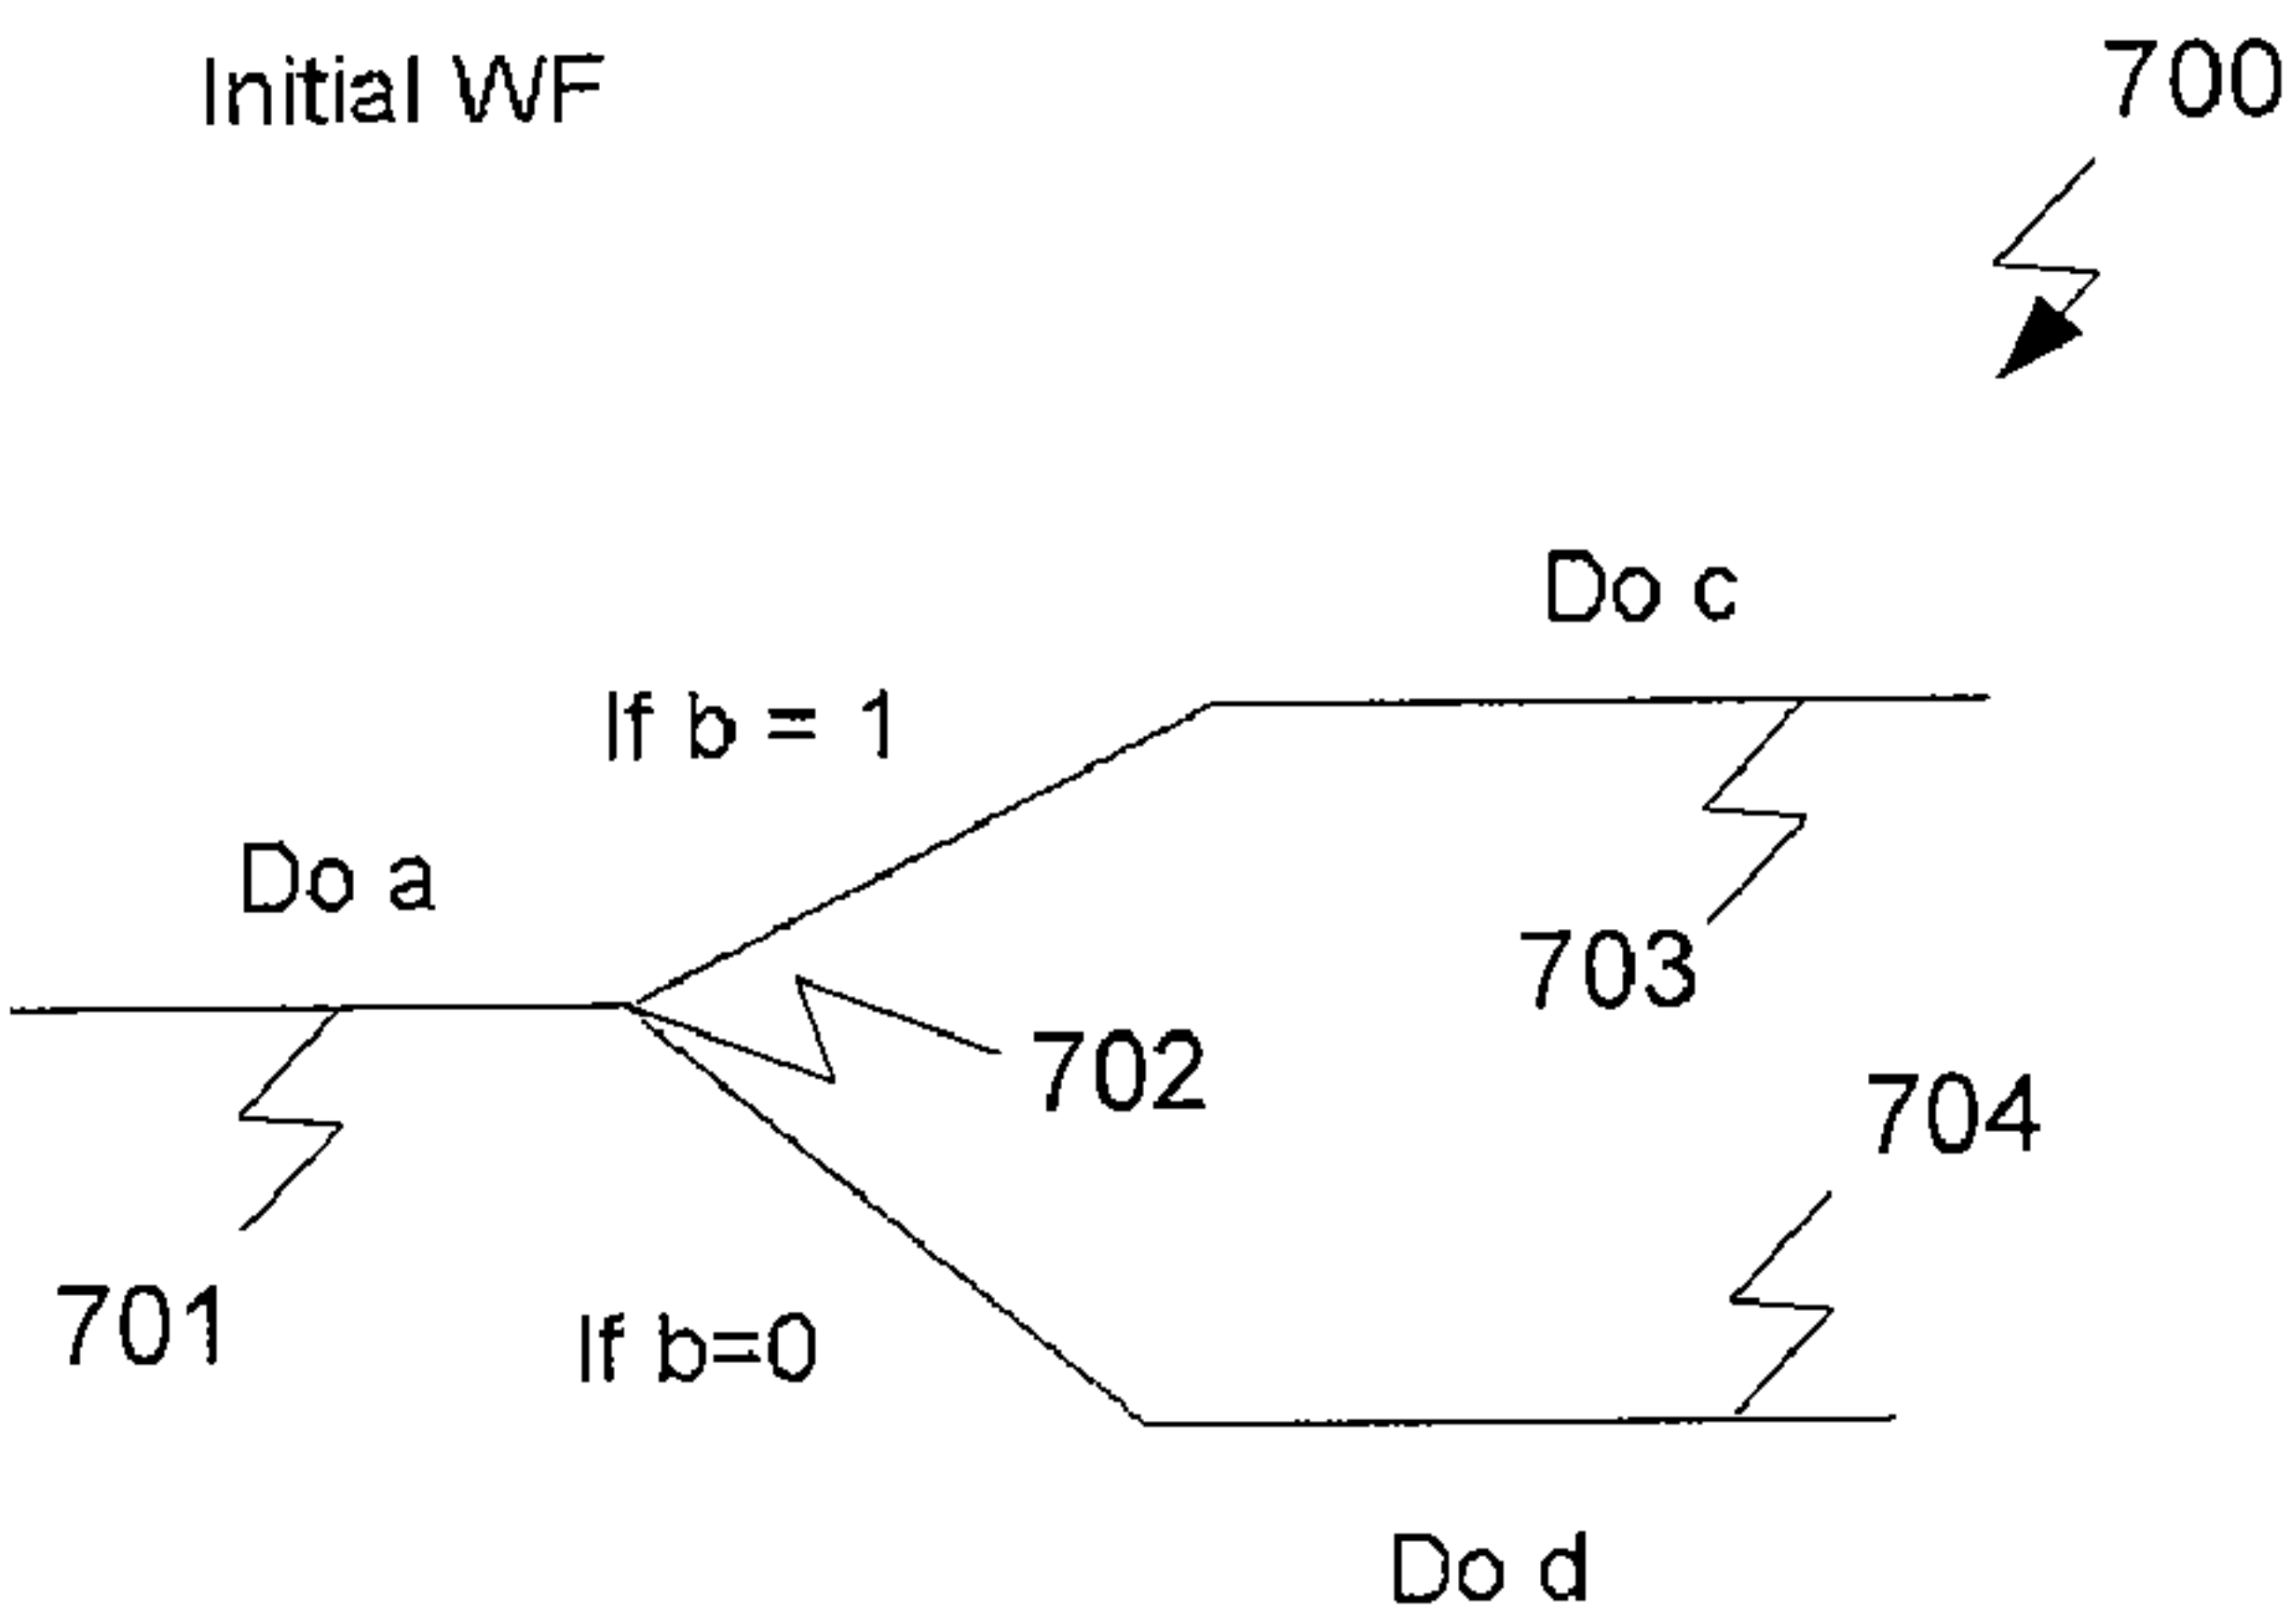 Initial WF
700
Do c
If b = 1
Do a
703
702
704
701
If b=0
Do d